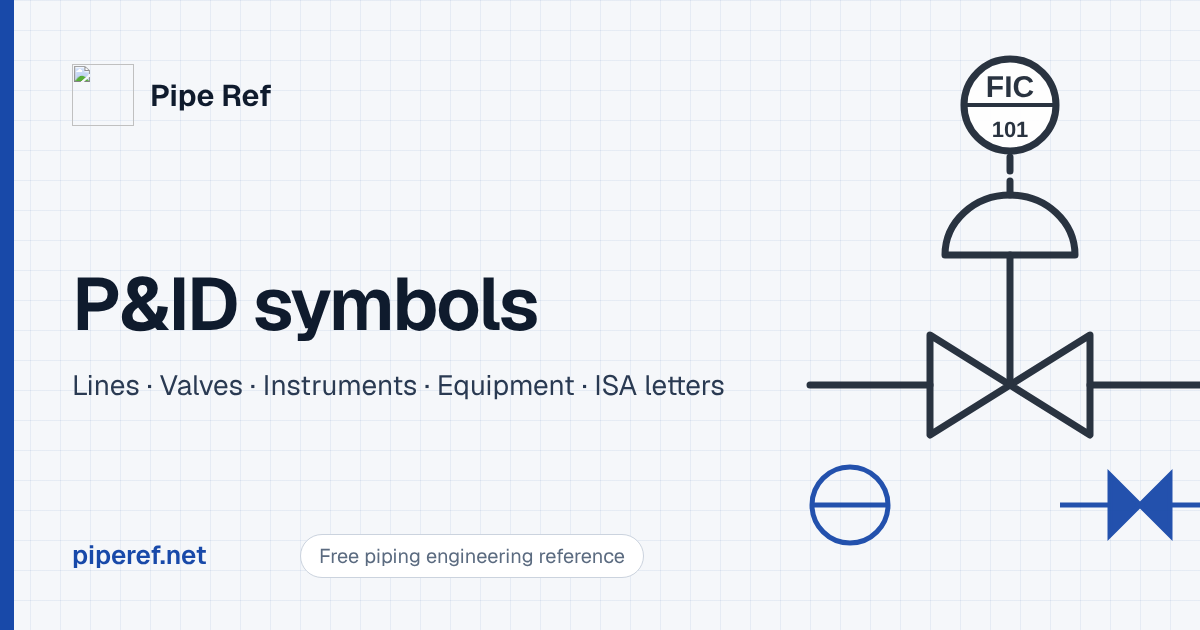 Pipe Ref
FIC
101
P&ID symbols
Lines · Valves · Instruments · Equipment · ISA letters
piperef.net
Free piping engineering reference